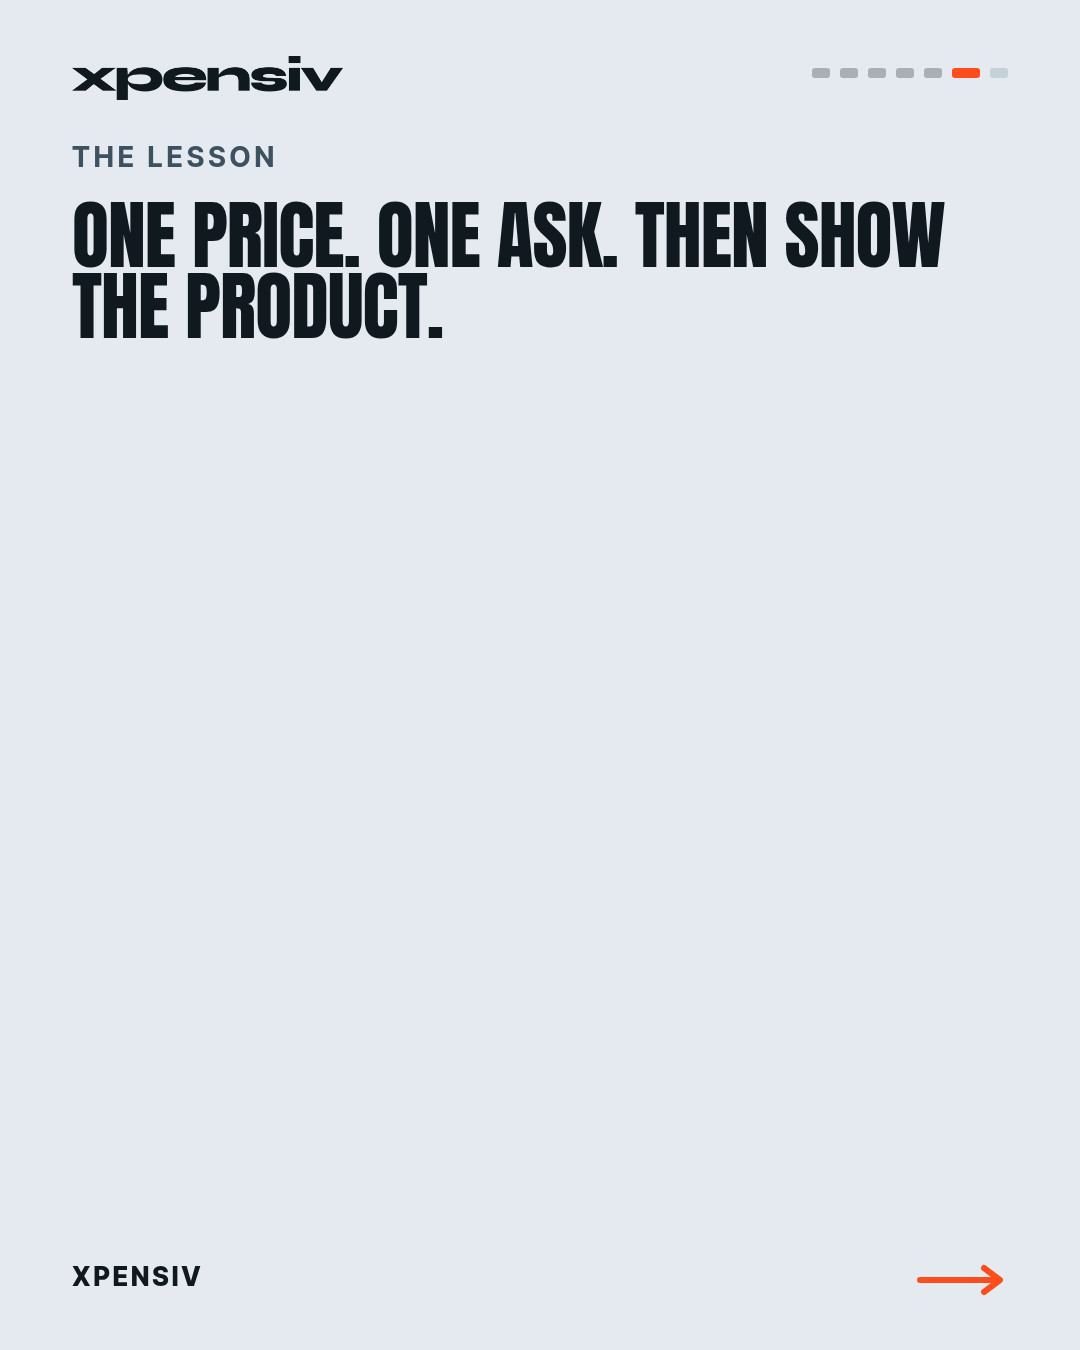 xpensiv
THE LESSON
ONE PRICE. ONE ASK. THEN SHOW
THE PRODUCT.
XPENSIV